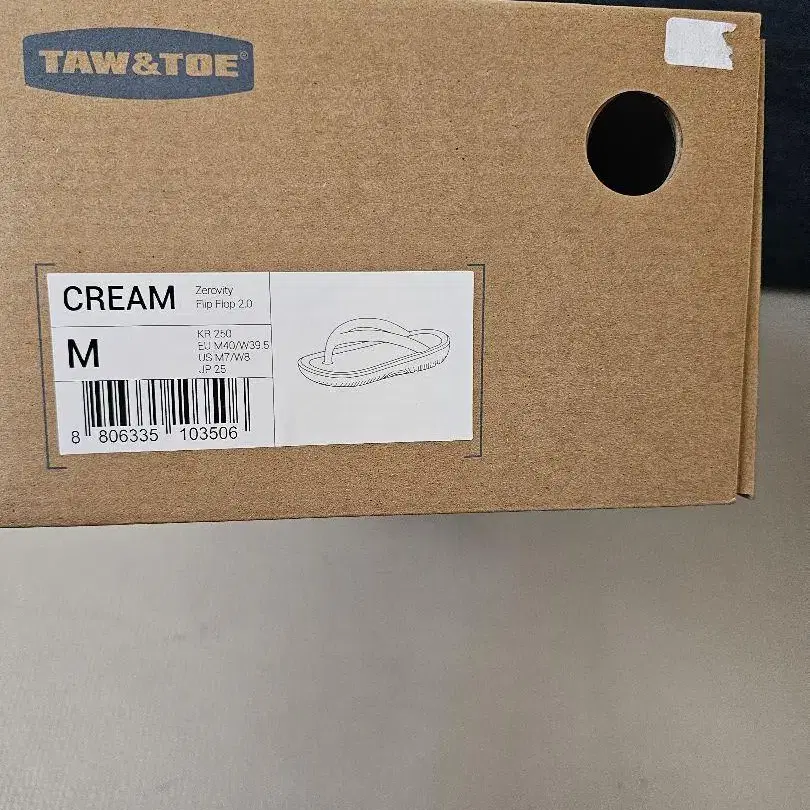 TAW&TOE®
CREAM
Zerovity
Flip Flop 2.0
M
KR 250
EU M40/W39.5
US M7/W8
JP 25
8 806335 103506